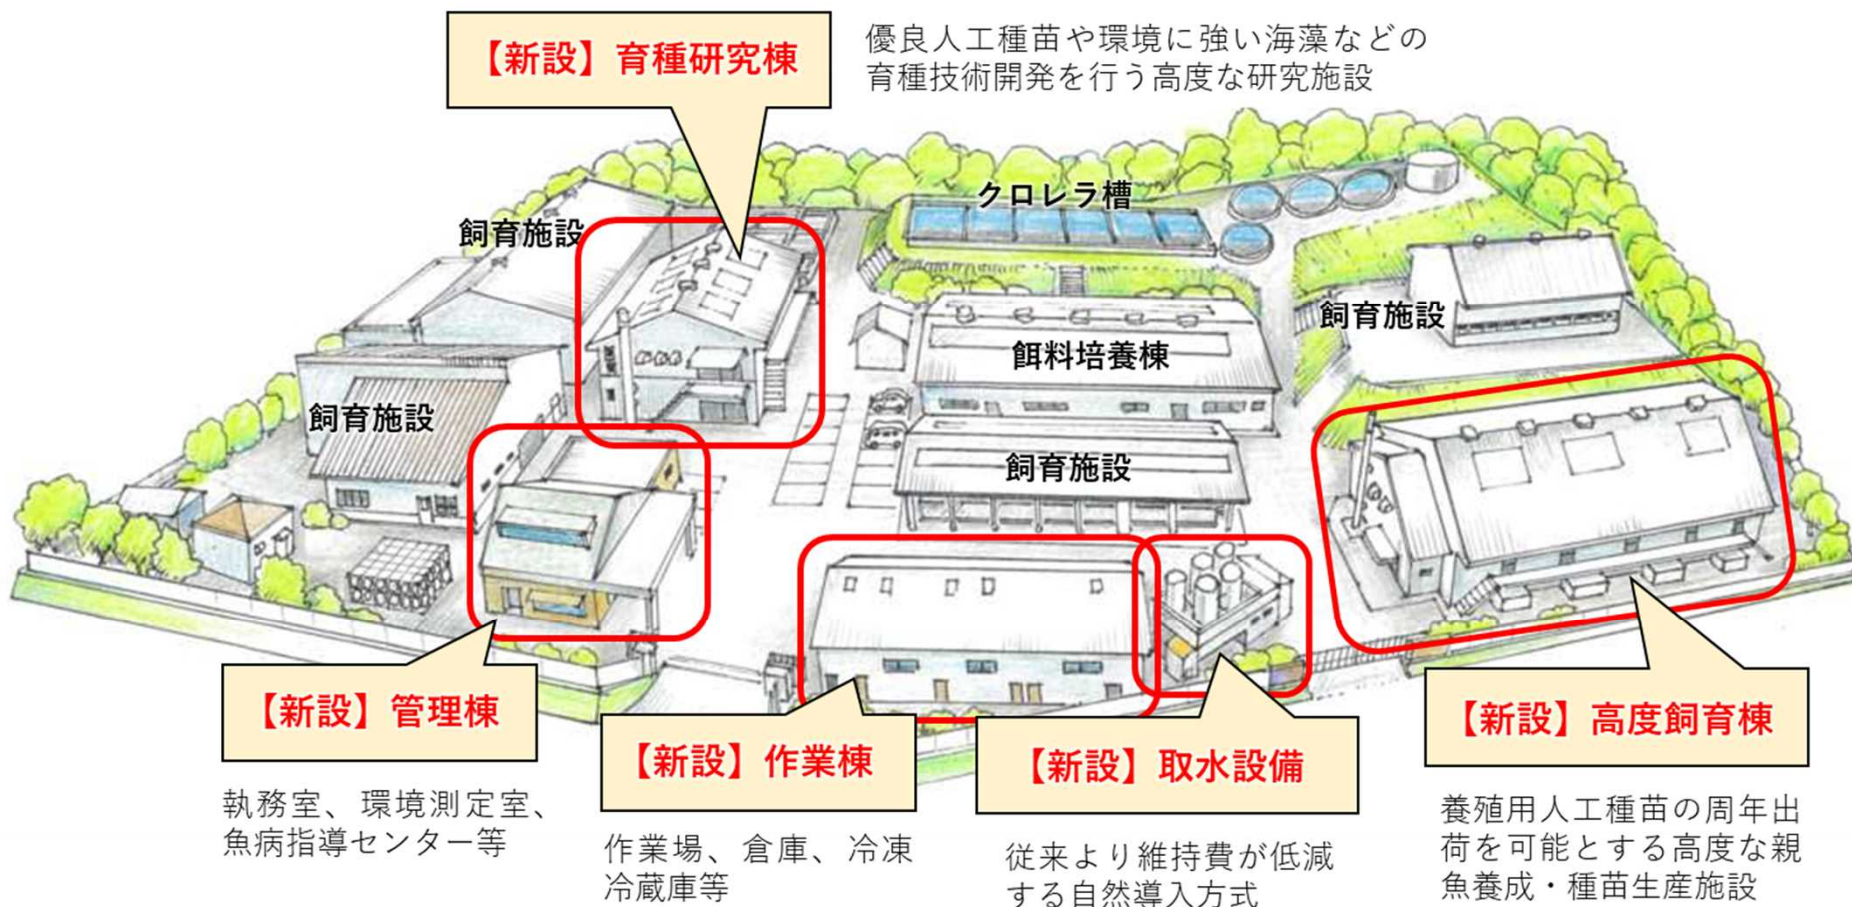 【新設】育種研究棟
優良人工種苗や環境に強い海藻などの
育種技術開発を行う高度な研究施設
クロレラ槽
飼育施設
飼育施設
餌料培養棟
飼育施設
飼育施設
【新設】管理棟
執務室、環境測定室、
魚病指導センター等
【新設】作業棟
作業場、倉庫、冷凍
冷蔵庫等
【新設】取水設備
従来より維持費が低減
する自然導入方式
【新設】高度飼育棟
養殖用人工種苗の周年出
荷を可能とする高度な親
魚養成・種苗生産施設